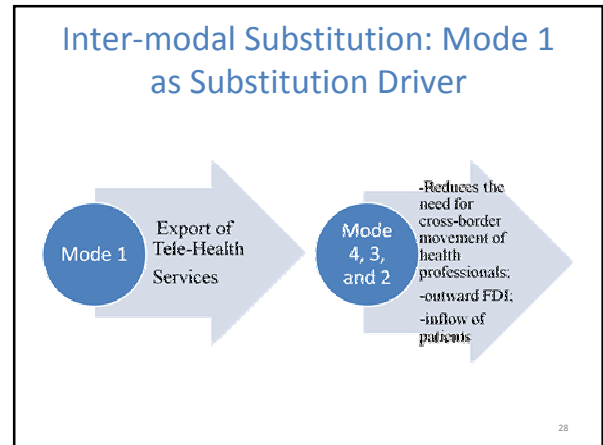 Inter-modal Substitution: Mode 1
as Substitution Driver
Mode 1
Export of
Tele-Health
Services
Mode
4, 3,
and 2
-Reduces the
need for
cross-border
movement of
health
professionals;
-outward FDI;
-inflow of
patients
28